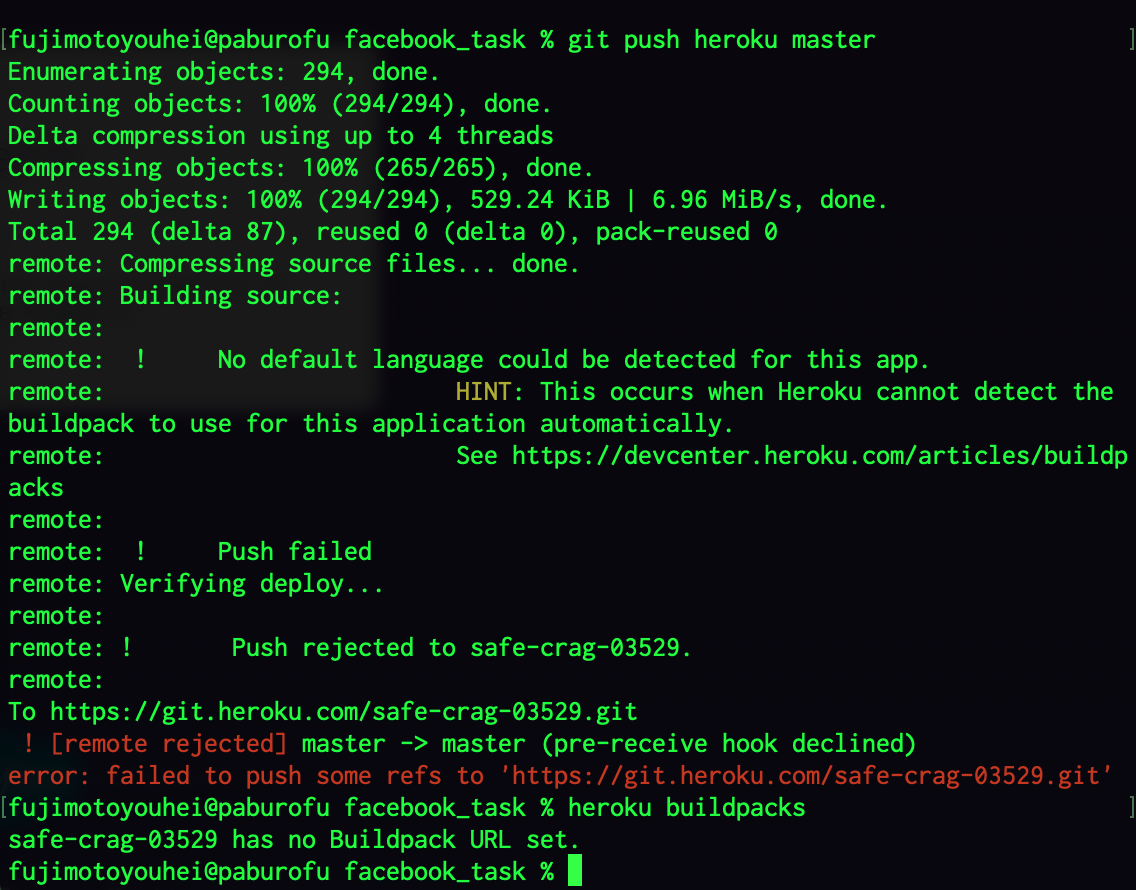 [fujimotoyouhei@paburofu facebook_task % git push heroku master ]
Enumerating objects: 294, done.
Counting objects: 100% (294/294), done.
Delta compression using up to 4 threads
Compressing objects: 100% (265/265), done.
Writing objects: 100% (294/294), 529.24 KiB | 6.96 MiB/s, done.
Total 294 (delta 87), reused 0 (delta 0), pack-reused 0
remote: Compressing source files... done.
remote: Building source:
remote:
remote:  !     No default language could be detected for this app.
remote:                         HINT: This occurs when Heroku cannot detect the
buildpack to use for this application automatically.
remote:                         See https://devcenter.heroku.com/articles/buildp
acks
remote:
remote:  !     Push failed
remote: Verifying deploy...
remote:
remote: !       Push rejected to safe-crag-03529.
remote:
To https://git.heroku.com/safe-crag-03529.git
 ! [remote rejected] master -> master (pre-receive hook declined)
error: failed to push some refs to 'https://git.heroku.com/safe-crag-03529.git'
[fujimotoyouhei@paburofu facebook_task % heroku buildpacks ]
safe-crag-03529 has no Buildpack URL set.
fujimotoyouhei@paburofu facebook_task %